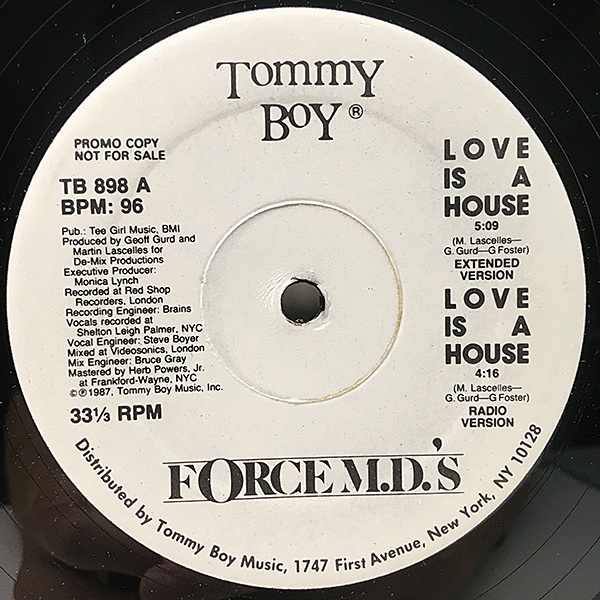 Tommy
Boy®
PROMO COPY
NOT FOR SALE
TB 898 A
BPM: 96
Pub.: Tee Girl Music, BMI
Produced by Geoff Gurd and
Martin Lascelles for
De-Mix Productions
Executive Producer:
Monica Lynch
Recorded at Red Shop
Recorders, London
Recording Engineer: Brains
Vocals recorded at
Shelton Leigh Palmer, NYC
Vocal Engineer: Steve Boyer
Mixed at Videosonics, London
Mix Engineer: Bruce Gray
Mastered by Herb Powers, Jr.
at Frankford-Wayne, NYC
©℗1987, Tommy Boy Music, Inc.
33⅓ RPM
LOVE
IS A
HOUSE
5:09
(M. Lascelles—
G. Gurd—G Foster)
EXTENDED
VERSION
LOVE
IS A
HOUSE
4:16
(M. Lascelles—
G. Gurd—G Foster)
RADIO
VERSION
FORCE M.D.'S
Distributed by Tommy Boy Music, 1747 First Avenue, New York, NY 10128